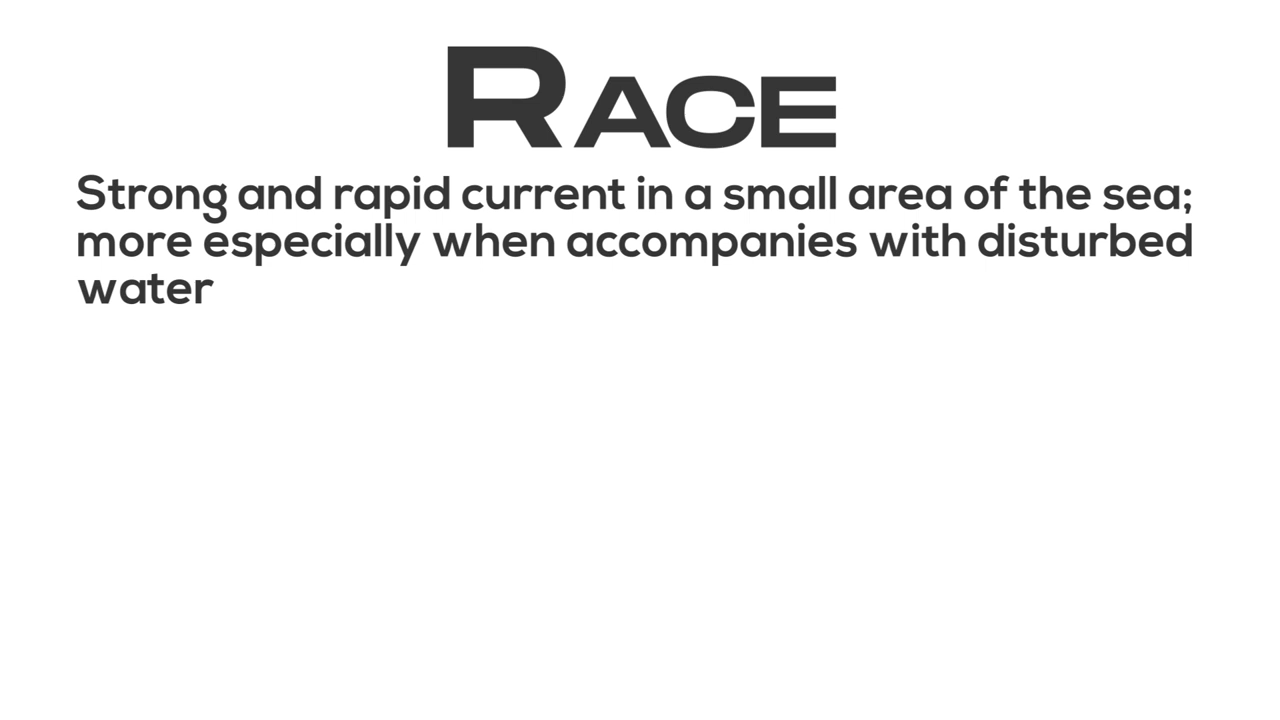 RACE
Strong and rapid current in a small area of the sea;
more especially when accompanies with disturbed
water